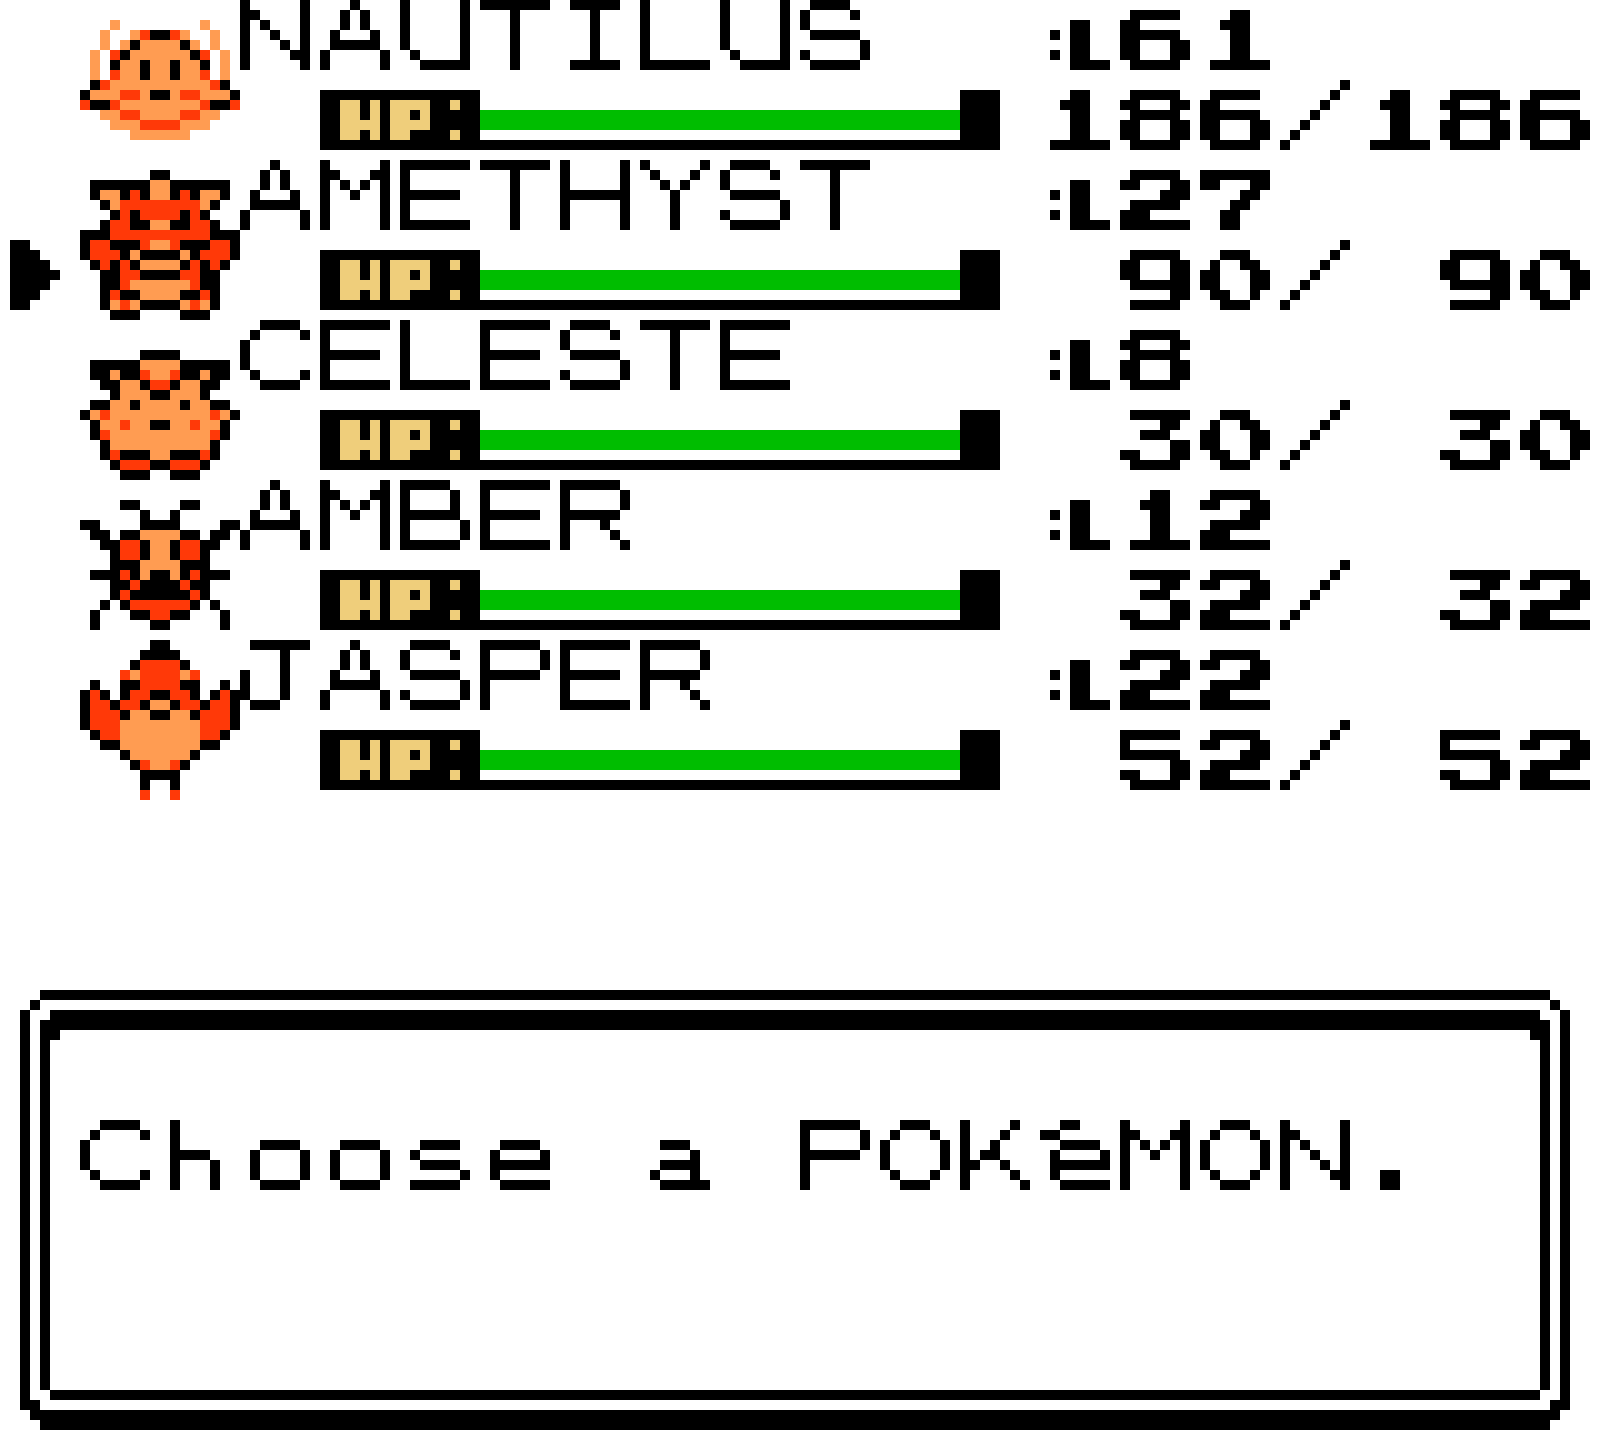 NAUTILUS :L61
HP: 186/186
AMETHYST :L27
HP: 90/ 90
CELESTE :L8
HP: 30/ 30
AMBER :L12
HP: 32/ 32
JASPER :L22
HP: 52/ 52
Choose a POKéMON.